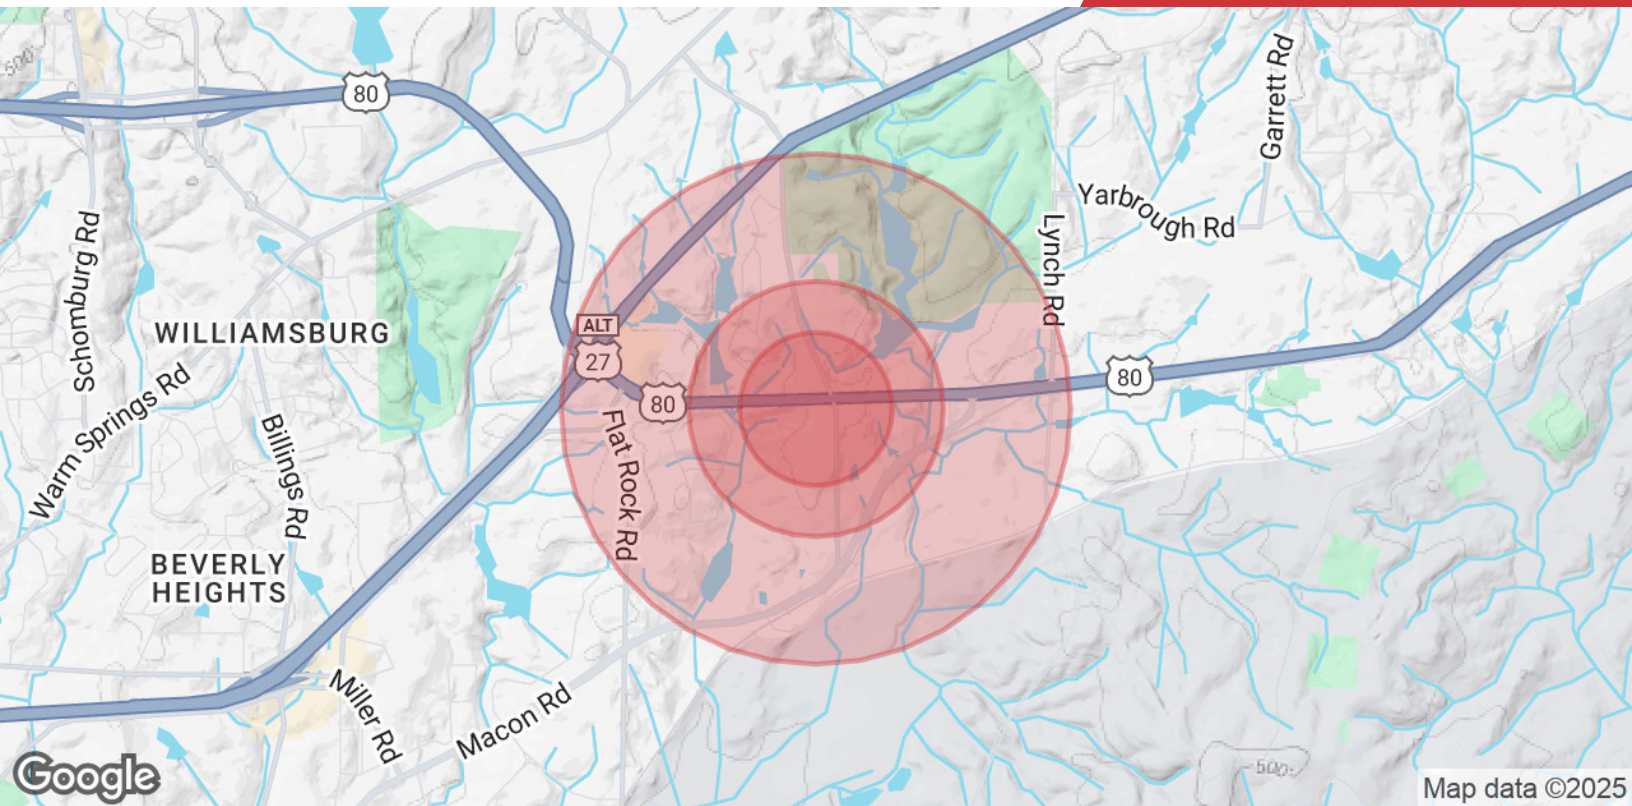 500
80
Garrett Rd
Yarbrough Rd
Schomburg Rd
Lynch Rd
WILLIAMSBURG
ALT
27
80
80
Warm Springs Rd
Flat Rock Rd
Billings Rd
BEVERLY
HEIGHTS
Miller Rd
Macon Rd
500
Google
Map data ©2025